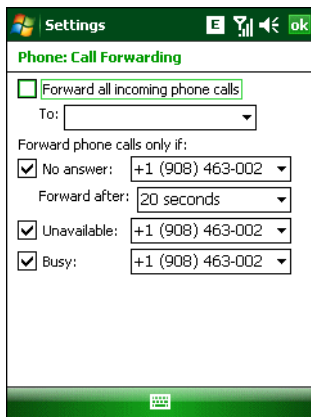 Settings E ok
Phone: Call Forwarding
Forward all incoming phone calls
To:
Forward phone calls only if:
No answer: +1 (908) 463-002
Forward after: 20 seconds
Unavailable: +1 (908) 463-002
Busy: +1 (908) 463-002